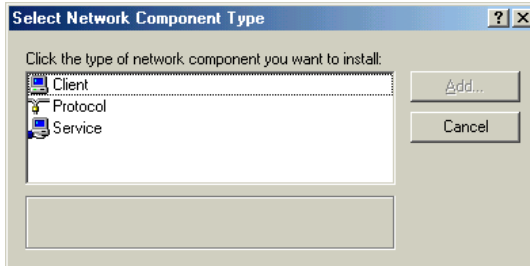 Select Network Component Type
Click the type of network component you want to install:
Client
Protocol
Service
Add...
Cancel